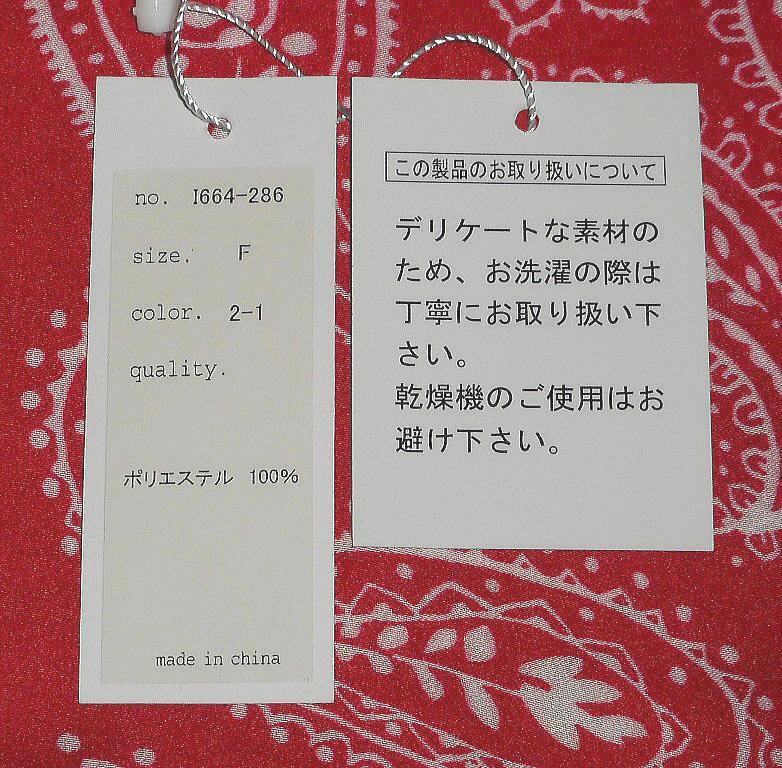 no. I664-286
size. F
color. 2-1
quality.
ポリエステル 100%
made in china
この製品のお取り扱いについて
デリケートな素材の
ため、お洗濯の際は
丁寧にお取り扱い下
さい。
乾燥機のご使用はお
避け下さい。